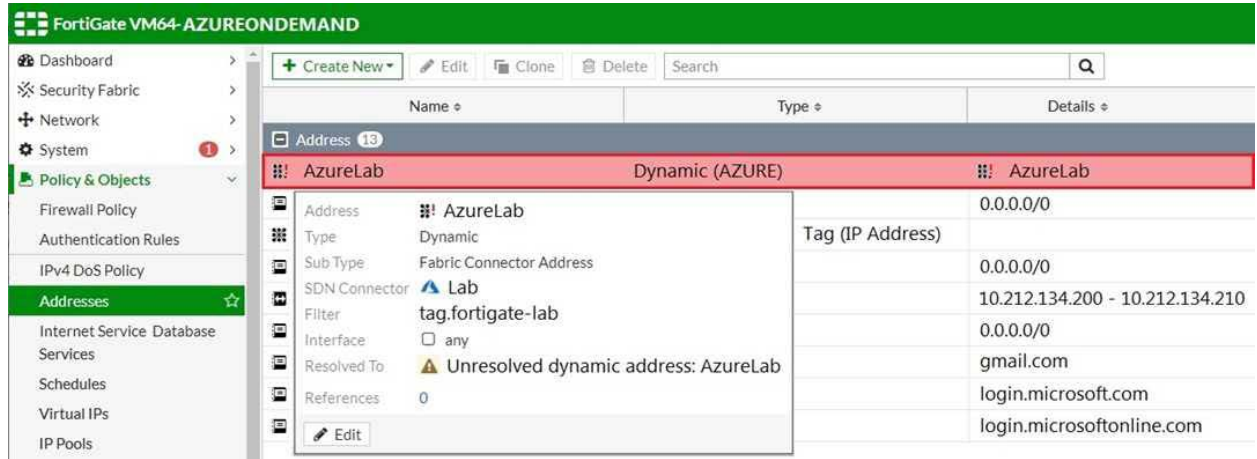 FortiGate VM64-AZUREONDEMAND
Dashboard
Security Fabric
Network
System 1
Policy & Objects
Firewall Policy
Authentication Rules
IPv4 DoS Policy
Addresses
Internet Service Database
Services
Schedules
Virtual IPs
IP Pools
+ Create New Edit Clone Delete Search
Name Type Details
Address 13
AzureLab Dynamic (AZURE) AzureLab
0.0.0.0/0
Tag (IP Address)
0.0.0.0/0
10.212.134.200 - 10.212.134.210
0.0.0.0/0
gmail.com
login.microsoft.com
login.microsoftonline.com
Address AzureLab
Type Dynamic
Sub Type Fabric Connector Address
SDN Connector Lab
Filter tag.fortigate-lab
Interface any
Resolved To Unresolved dynamic address: AzureLab
References 0
Edit